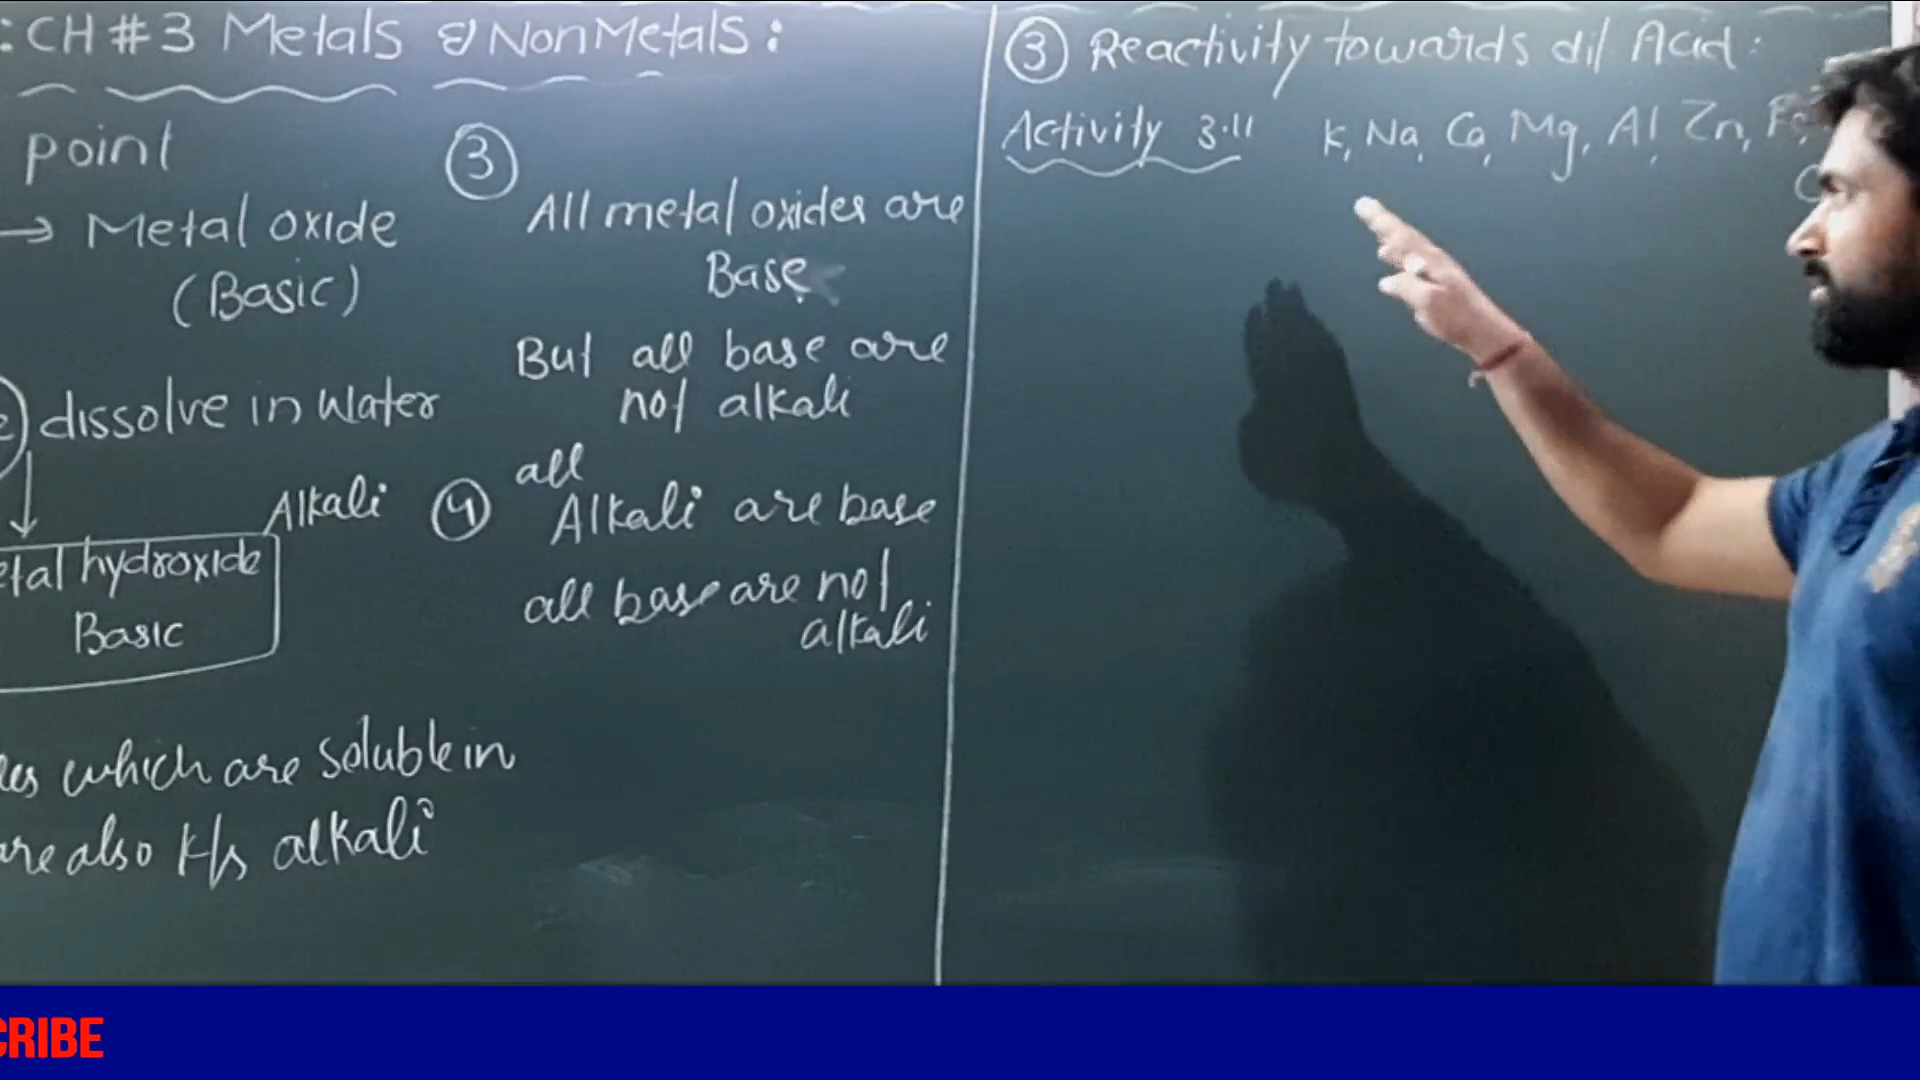 : CH # 3 Metals & NonMetals :
point
→ Metal oxide
(Basic)
dissolve in Water
Alkali
etal hydroxide
Basic
which are soluble in
are also K/s alkali
③
All metal oxides are
Base
But all base are
not alkali
④ all
Alkali are base
all base are not
alkali
③ Reactivity towards dil Acid :
Activity 3.11 K, Na, Ca, Mg, Al, Zn, Fe,
CRIBE